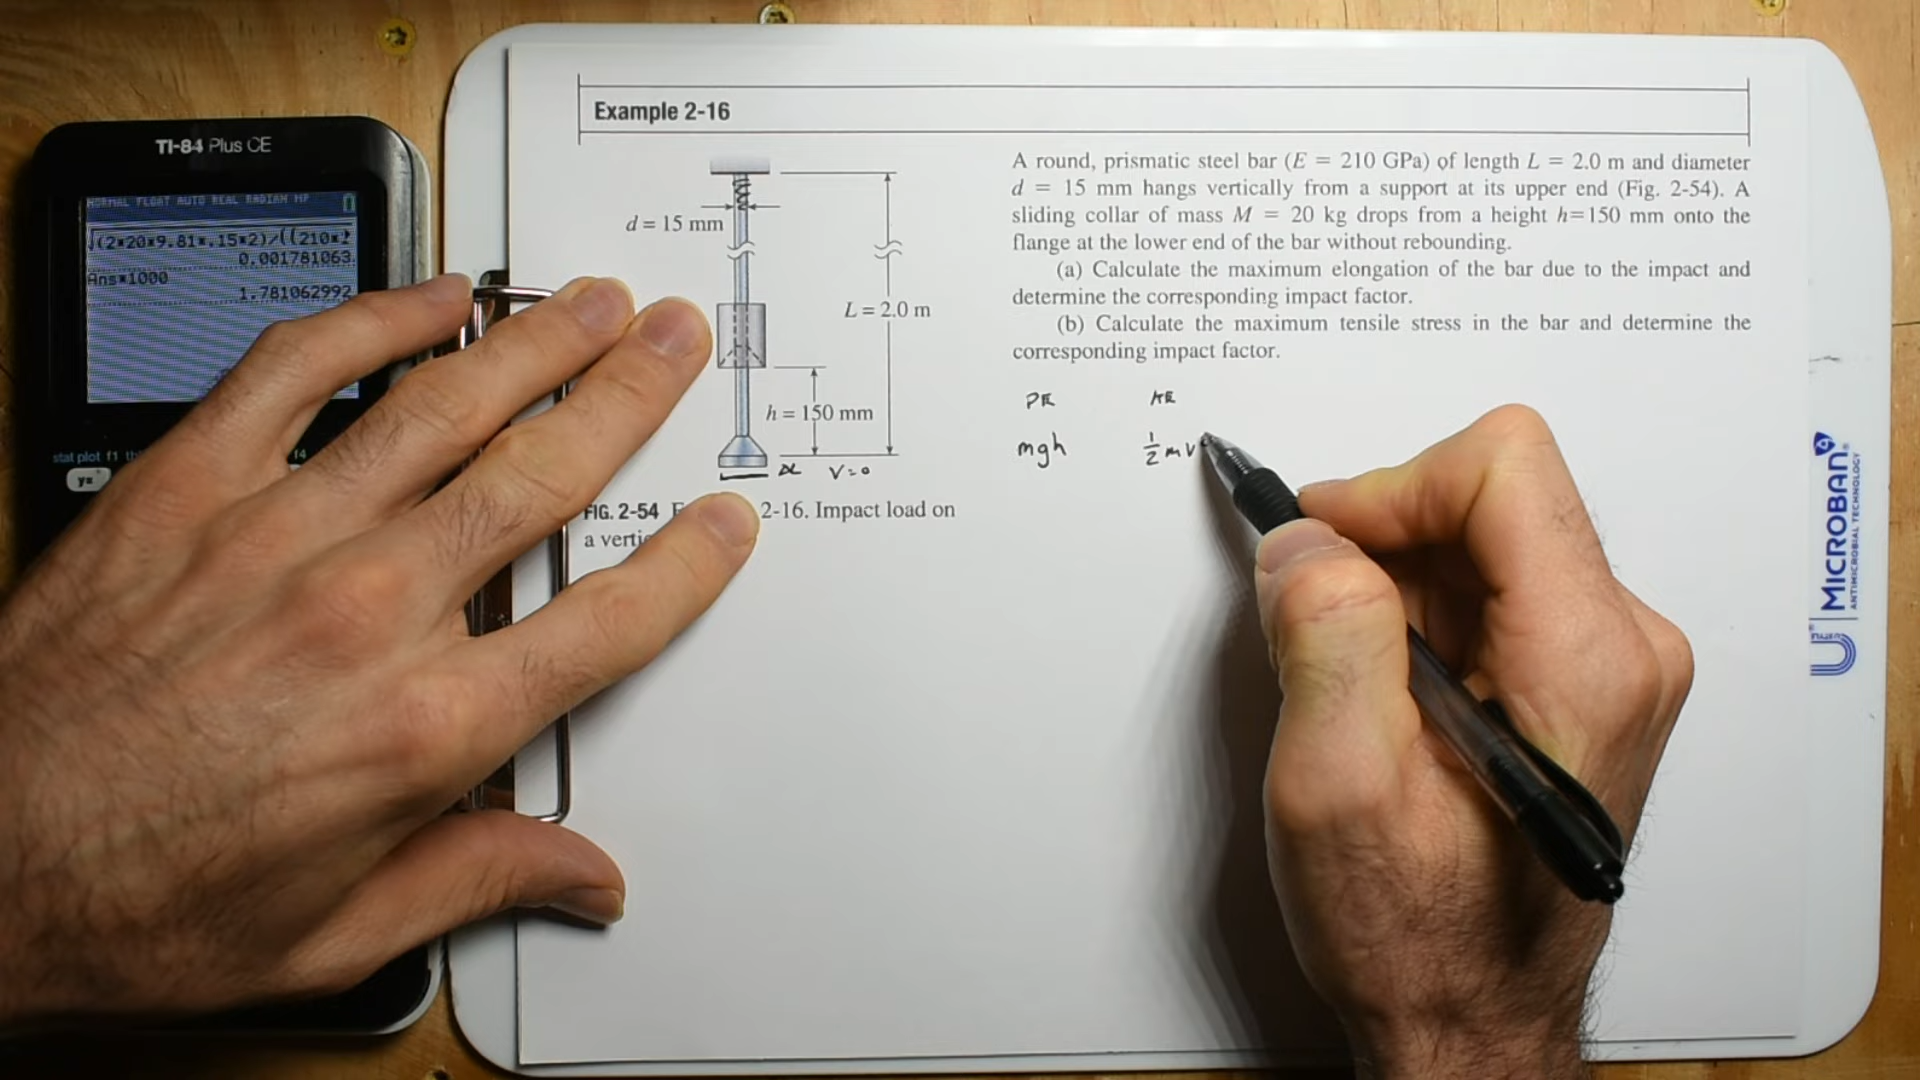 TI-84 Plus CE
NORMAL FLOAT AUTO REAL RADIAN MP
√(2*20*9.81*.15*2)/((210*
0.001781063
Ans*1000
1.781062992
stat plot f1
y=
14
Example 2-16
d = 15 mm
L = 2.0 m
h = 150 mm
V=0
FIG. 2-54 2-16. Impact load on
a verti
A round, prismatic steel bar (E = 210 GPa) of length L = 2.0 m and diameter
d = 15 mm hangs vertically from a support at its upper end (Fig. 2-54). A
sliding collar of mass M = 20 kg drops from a height h=150 mm onto the
flange at the lower end of the bar without rebounding.
(a) Calculate the maximum elongation of the bar due to the impact and
determine the corresponding impact factor.
(b) Calculate the maximum tensile stress in the bar and determine the
corresponding impact factor.
PE KE
mgh ½mv
MICROBAN
ANTIMICROBIAL TECHNOLOGY